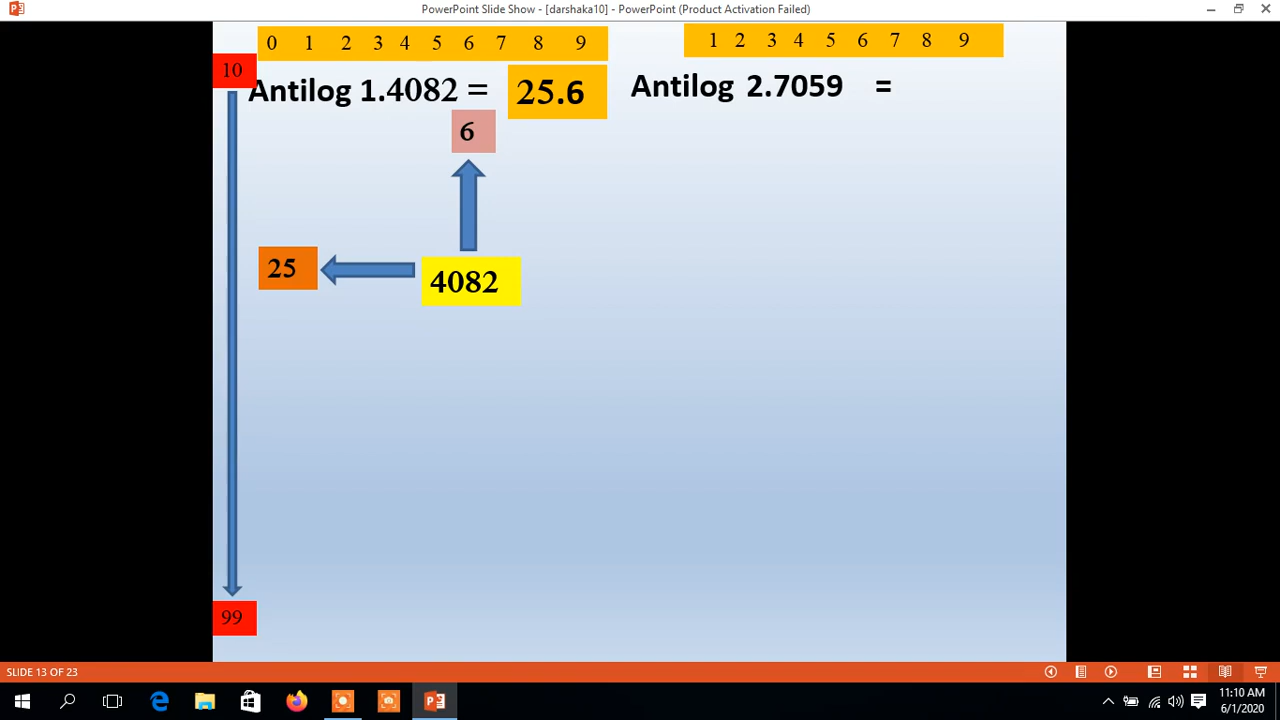 PowerPoint Slide Show - [darshaka10] - PowerPoint (Product Activation Failed)
0 1 2 3 4 5 6 7 8 9
1 2 3 4 5 6 7 8 9
10
Antilog 1.4082 = 25.6
Antilog 2.7059 =
6
25
4082
99
SLIDE 13 OF 23
11:10 AM
6/1/2020